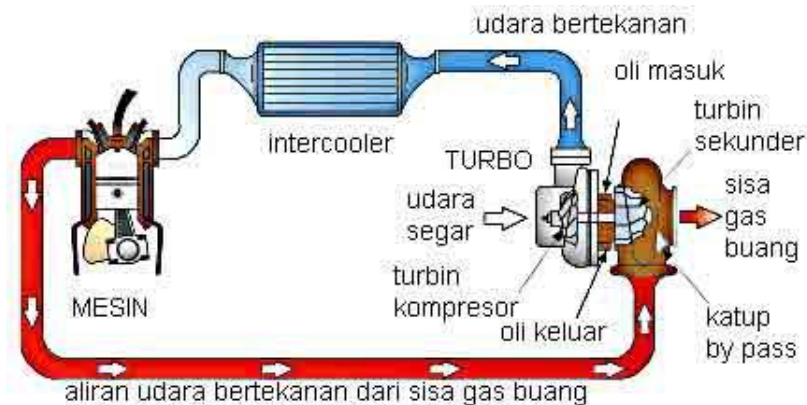 udara bertekanan
oli masuk
intercooler
TURBO
turbin
sekunder
udara
segar
sisa
gas
buang
MESIN
turbin
kompresor
oli keluar
katup
by pass
aliran udara bertekanan dari sisa gas buang